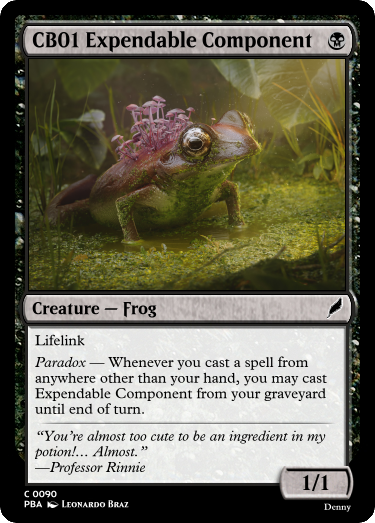 CB01 Expendable Component
Creature — Frog
Lifelink
Paradox — Whenever you cast a spell from
anywhere other than your hand, you may cast
Expendable Component from your graveyard
until end of turn.
“You’re almost too cute to be an ingredient in my
potion!… Almost.”
—Professor Rinnie
1/1
C 0090
PBA Leonardo Braz
Denny